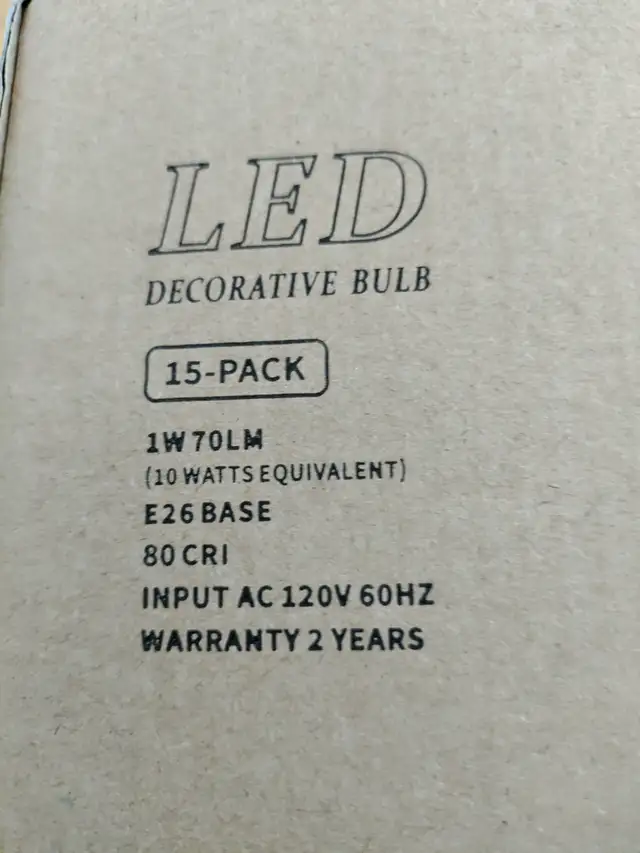 LED
DECORATIVE BULB
15-PACK
1W 70LM
(10 WATTS EQUIVALENT)
E26 BASE
80 CRI
INPUT AC 120V 60HZ
WARRANTY 2 YEARS